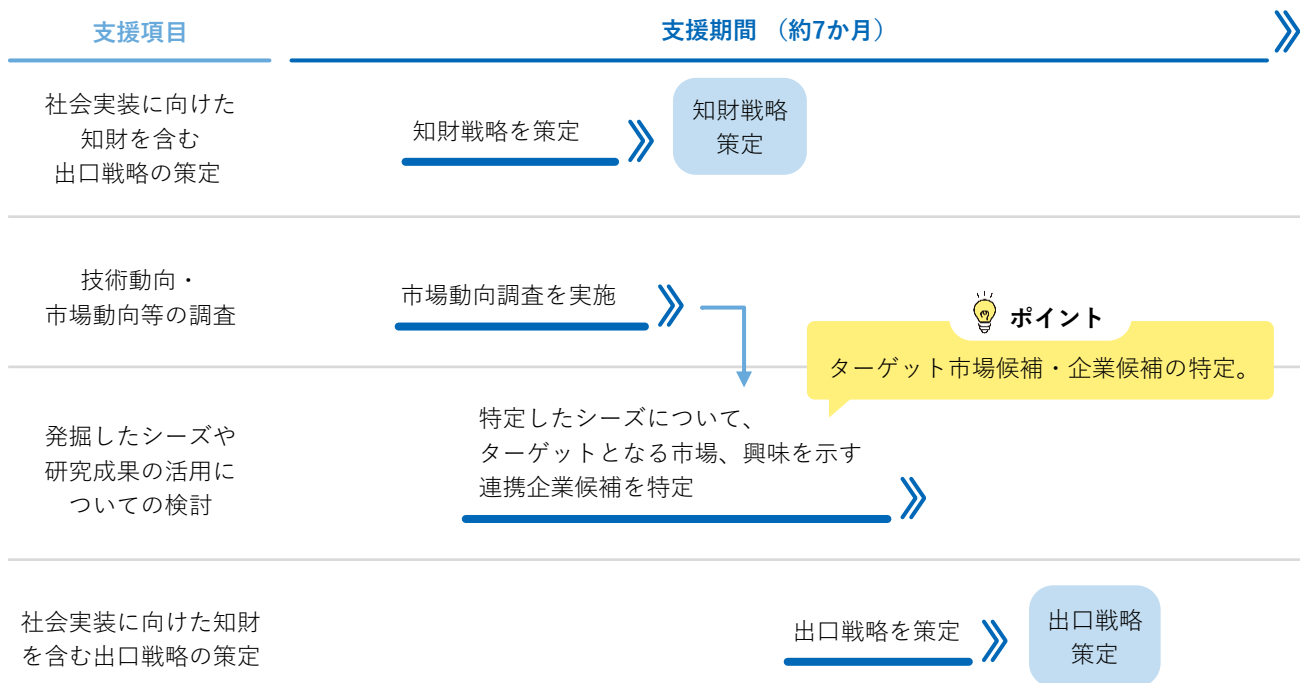 支援項目
支援期間 （約7か月）
社会実装に向けた
知財を含む
出口戦略の策定
知財戦略を策定
知財戦略
策定
技術動向・
市場動向等の調査
市場動向調査を実施
ポイント
ターゲット市場候補・企業候補の特定。
発掘したシーズや
研究成果の活用に
ついての検討
特定したシーズについて、
ターゲットとなる市場、興味を示す
連携企業候補を特定
社会実装に向けた知財
を含む出口戦略の策定
出口戦略を策定
出口戦略
策定